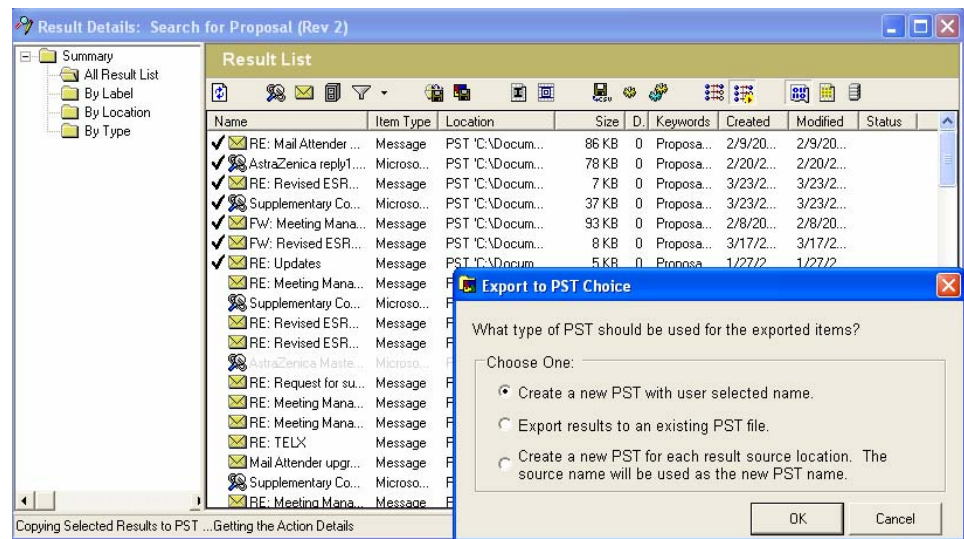 Result Details: Search for Proposal (Rev 2)
Summary
All Result List
By Label
By Location
By Type
Result List
Name Item Type Location Size D. Keywords Created Modified Status
RE: Mail Attender ... Message PST 'C:\Docum... 86 KB 0 Proposa... 2/9/20... 2/9/20...
AstraZenica reply1.... Microso... PST 'C:\Docum... 78 KB 0 Proposa... 2/20/2... 2/20/2...
RE: Revised ESR... Message PST 'C:\Docum... 7 KB 0 Proposa... 3/23/2... 3/23/2...
Supplementary Co... Microso... PST 'C:\Docum... 37 KB 0 Proposa... 3/23/2... 3/23/2...
FW: Meeting Mana... Message PST 'C:\Docum... 93 KB 0 Proposa... 2/8/20... 2/8/20...
FW: Revised ESR... Message PST 'C:\Docum... 8 KB 0 Proposa... 3/17/2... 3/17/2...
RE: Updates Message PST 'C:\Docum 5 KB 0 Proposa 1/27/2 1/27/2
RE: Meeting Mana... Message
Supplementary Co... Microso...
RE: Revised ESR... Message
RE: Revised ESR... Message
AstraZenica Maste... Microso...
RE: Request for su... Message
RE: Meeting Mana... Message
RE: Meeting Mana... Message
RE: TELX Message
Mail Attender upgr... Message
Supplementary Co... Microso...
RE: Meeting Mana... Message
Export to PST Choice
What type of PST should be used for the exported items?
Choose One:
Create a new PST with user selected name.
Export results to an existing PST file.
Create a new PST for each result source location. The
source name will be used as the new PST name.
OK Cancel
Copying Selected Results to PST ...Getting the Action Details